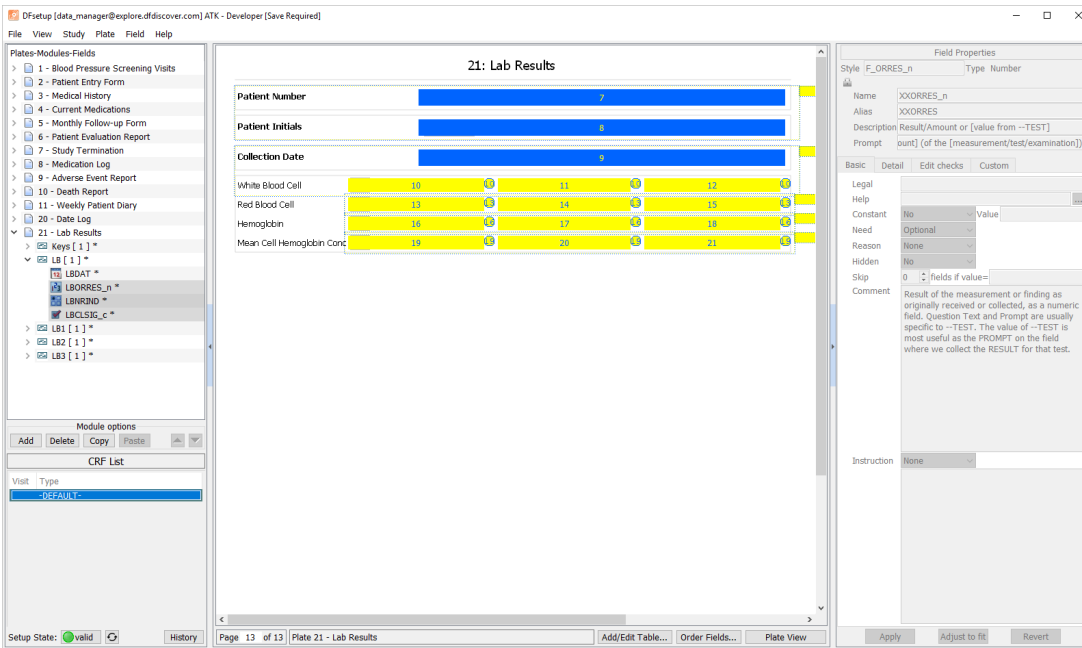 DFsetup [data_manager@explore.dfdiscover.com] ATK - Developer [Save Required]
File View Study Plate Field Help
Plates-Modules-Fields
1 - Blood Pressure Screening Visits
2 - Patient Entry Form
3 - Medical History
4 - Current Medications
5 - Monthly Follow-up Form
6 - Patient Evaluation Report
7 - Study Termination
8 - Medication Log
9 - Adverse Event Report
10 - Death Report
11 - Weekly Patient Diary
20 - Date Log
21 - Lab Results
Keys [ 1 ] *
LB [ 1 ] *
LBDAT *
LBORRES_n *
LBNRIND *
LBCLSIG_c *
LB1 [ 1 ] *
LB2 [ 1 ] *
LB3 [ 1 ] *
Module options
Add Delete Copy Paste
CRF List
Visit Type
-DEFAULT-
Setup State: valid History
21: Lab Results
Patient Number 7
Patient Initials 8
Collection Date 9
White Blood Cell 10 10 11 10 12 10
Red Blood Cell 13 13 14 13 15 13
Hemoglobin 16 16 17 16 18 16
Mean Cell Hemoglobin Conc 19 19 20 19 21 19
Page 13 of 13 Plate 21 - Lab Results Add/Edit Table... Order Fields... Plate View
Field Properties
Style F_ORRES_n Type Number
Name XXORRES_n
Alias XXORRES
Description Result/Amount or [value from --TEST]
Prompt ount] (of the [measurement/test/examination])
Basic Detail Edit checks Custom
Legal
Help ...
Constant No Value
Need Optional
Reason None
Hidden No
Skip 0 fields if value=
Comment Result of the measurement or finding as
originally received or collected, as a numeric
field. Question Text and Prompt are usually
specific to --TEST. The value of --TEST is
most useful as the PROMPT on the field
where we collect the RESULT for that test.
Instruction None
Apply Adjust to fit Revert